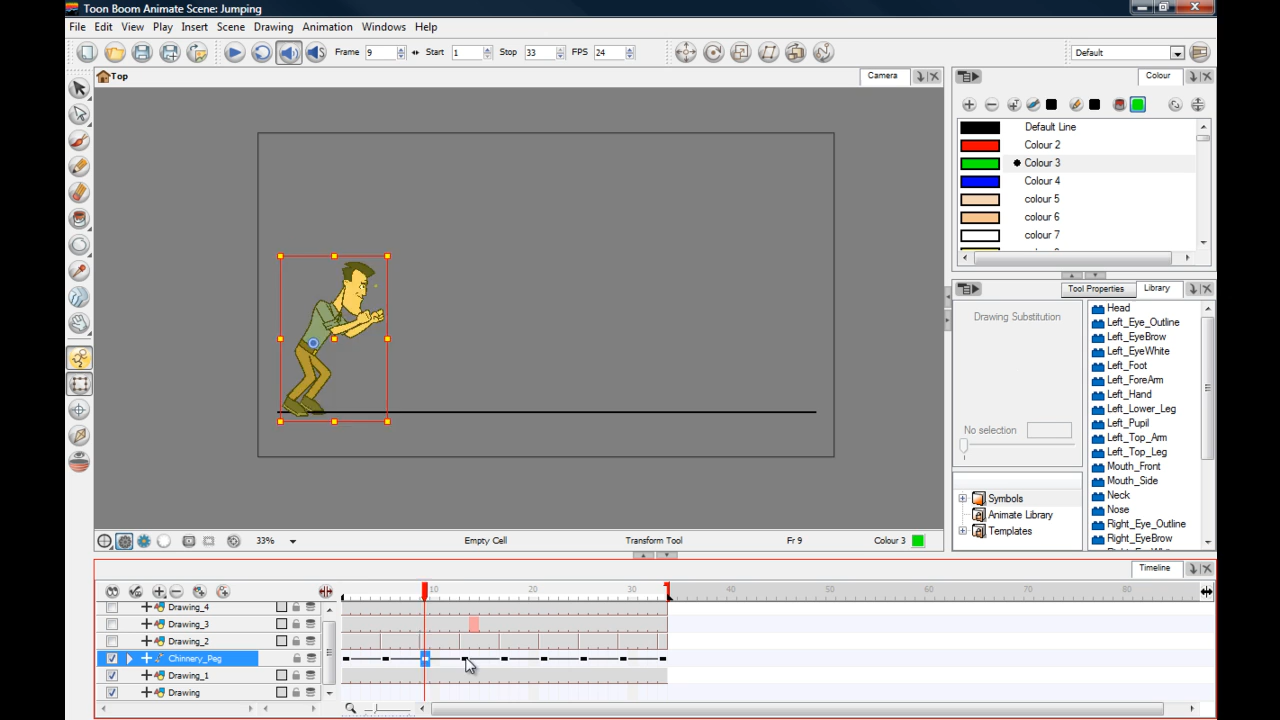 Toon Boom Animate Scene: Jumping
File Edit View Play Insert Scene Drawing Animation Windows Help
Frame 9 Start 1 Stop 33 FPS 24 Default
Top Camera Colour
Default Line
Colour 2
Colour 3
Colour 4
colour 5
colour 6
colour 7
Tool Properties Library
Drawing Substitution
No selection
Head
Left_Eye_Outline
Left_EyeBrow
Left_EyeWhite
Left_Foot
Left_ForeArm
Left_Hand
Left_Lower_Leg
Left_Pupil
Left_Top_Arm
Left_Top_Leg
Mouth_Front
Mouth_Side
Neck
Nose
Right_Eye_Outline
Right_EyeBrow
Symbols
Animate Library
Templates
33% Empty Cell Transform Tool Fr 9 Colour 3
Timeline
10 20 30 40 50 60 70 80
Drawing_4
Drawing_3
Drawing_2
Chinnery_Peg
Drawing_1
Drawing